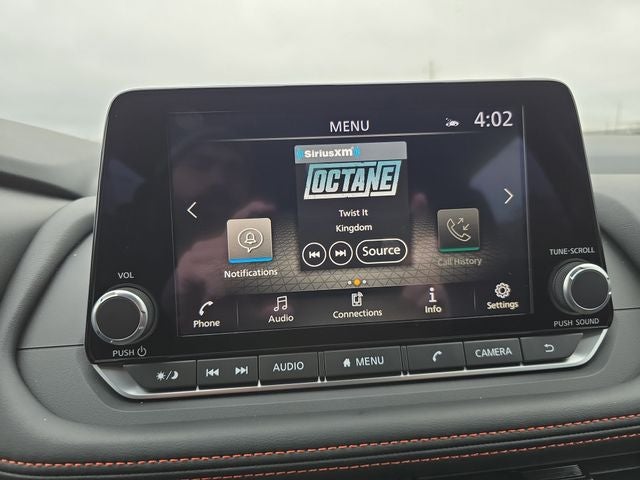 MENU
4:02
SiriusXM
OCTANE
Twist It
Kingdom
Source
Notifications
Call History
Phone
Audio
Connections
Info
Settings
VOL
PUSH
TUNE-SCROLL
PUSH SOUND
AUDIO
MENU
CAMERA